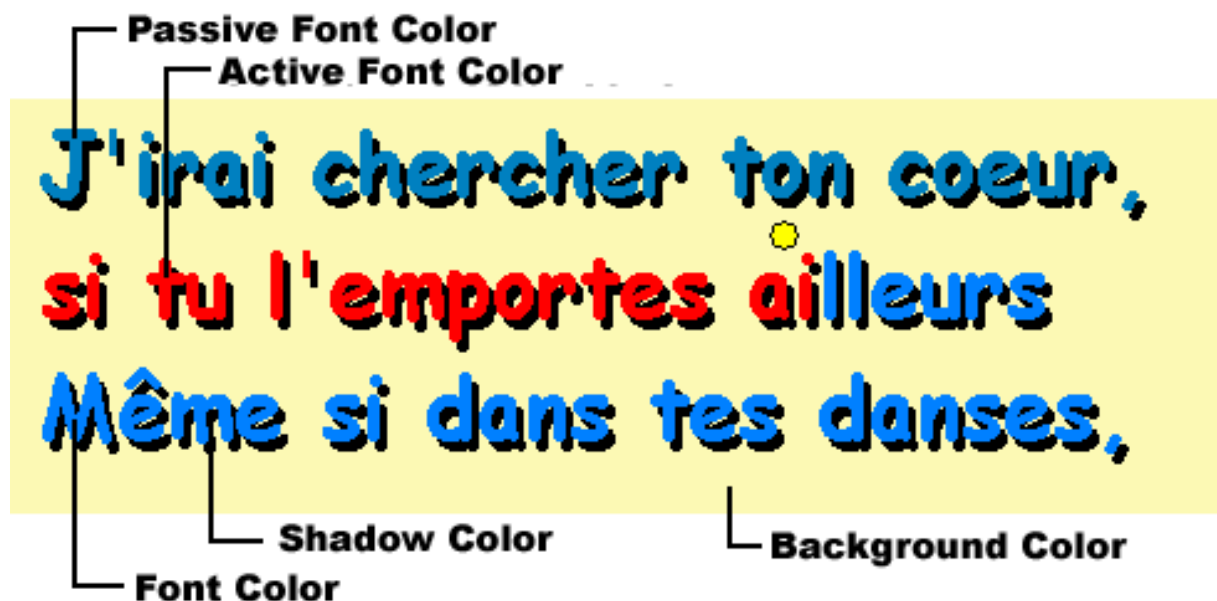 Passive Font Color
Active Font Color
J'irai chercher ton coeur,
si tu l'emportes ailleurs
Même si dans tes danses,
Shadow Color
Background Color
Font Color